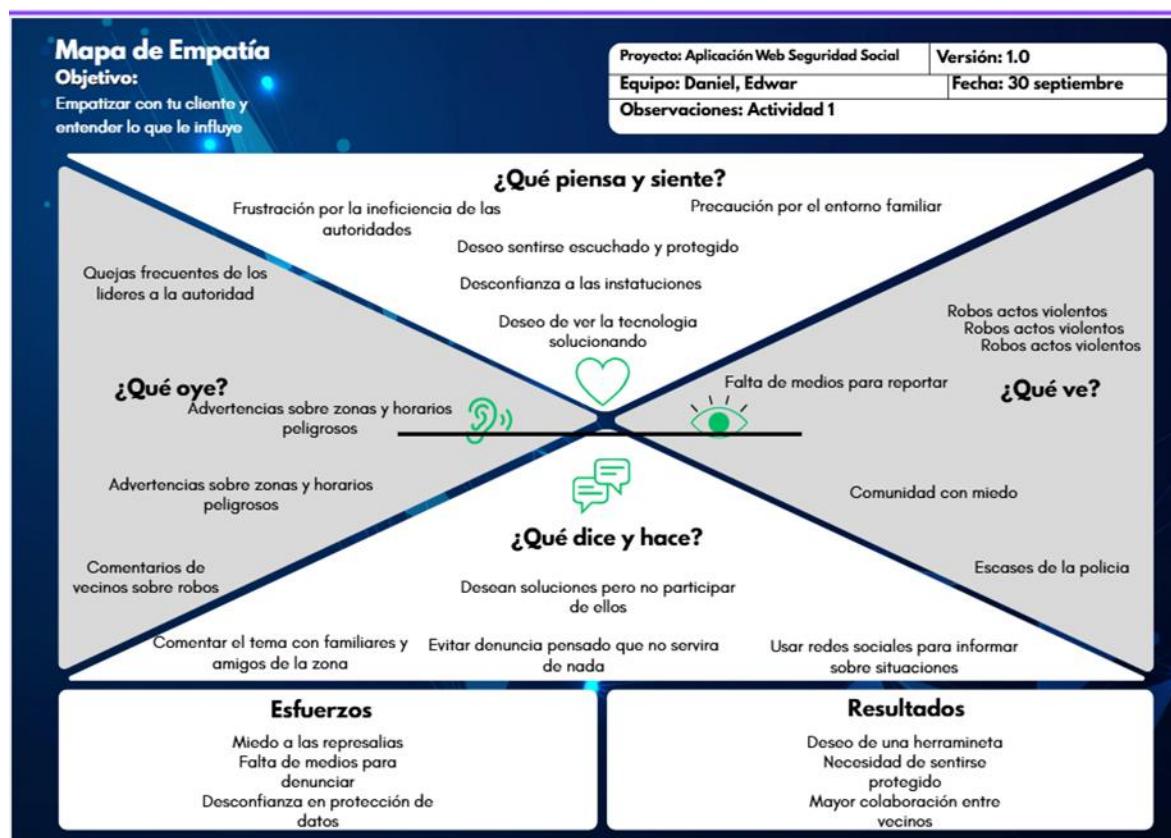 Mapa de Empatía
Objetivo:
Empatizar con tu cliente y
entender lo que le influye
Proyecto: Aplicación Web Seguridad Social
Versión: 1.0
Equipo: Daniel, Edwar
Fecha: 30 septiembre
Observaciones: Actividad 1
¿Qué piensa y siente?
Frustración por la ineficiencia de las
autoridades
Precaución por el entorno familiar
Deseo sentirse escuchado y protegido
Desconfianza a las instatuciones
Deseo de ver la tecnologia
solucionando
Quejas frecuentes de los
lideres a la autoridad
¿Qué oye?
Advertencias sobre zonas y horarios
peligrosos
Advertencias sobre zonas y horarios
peligrosos
Comentarios de
vecinos sobre robos
Robos actos violentos
Robos actos violentos
Robos actos violentos
Falta de medios para reportar
¿Qué ve?
Comunidad con miedo
Escases de la policia
¿Qué dice y hace?
Desean soluciones pero no participar
de ellos
Comentar el tema con familiares y
amigos de la zona
Evitar denuncia pensado que no servira
de nada
Usar redes sociales para informar
sobre situaciones
Esfuerzos
Miedo a las represalias
Falta de medios para
denunciar
Desconfianza en protección de
datos
Resultados
Deseo de una herramineta
Necesidad de sentirse
protegido
Mayor colaboración entre
vecinos